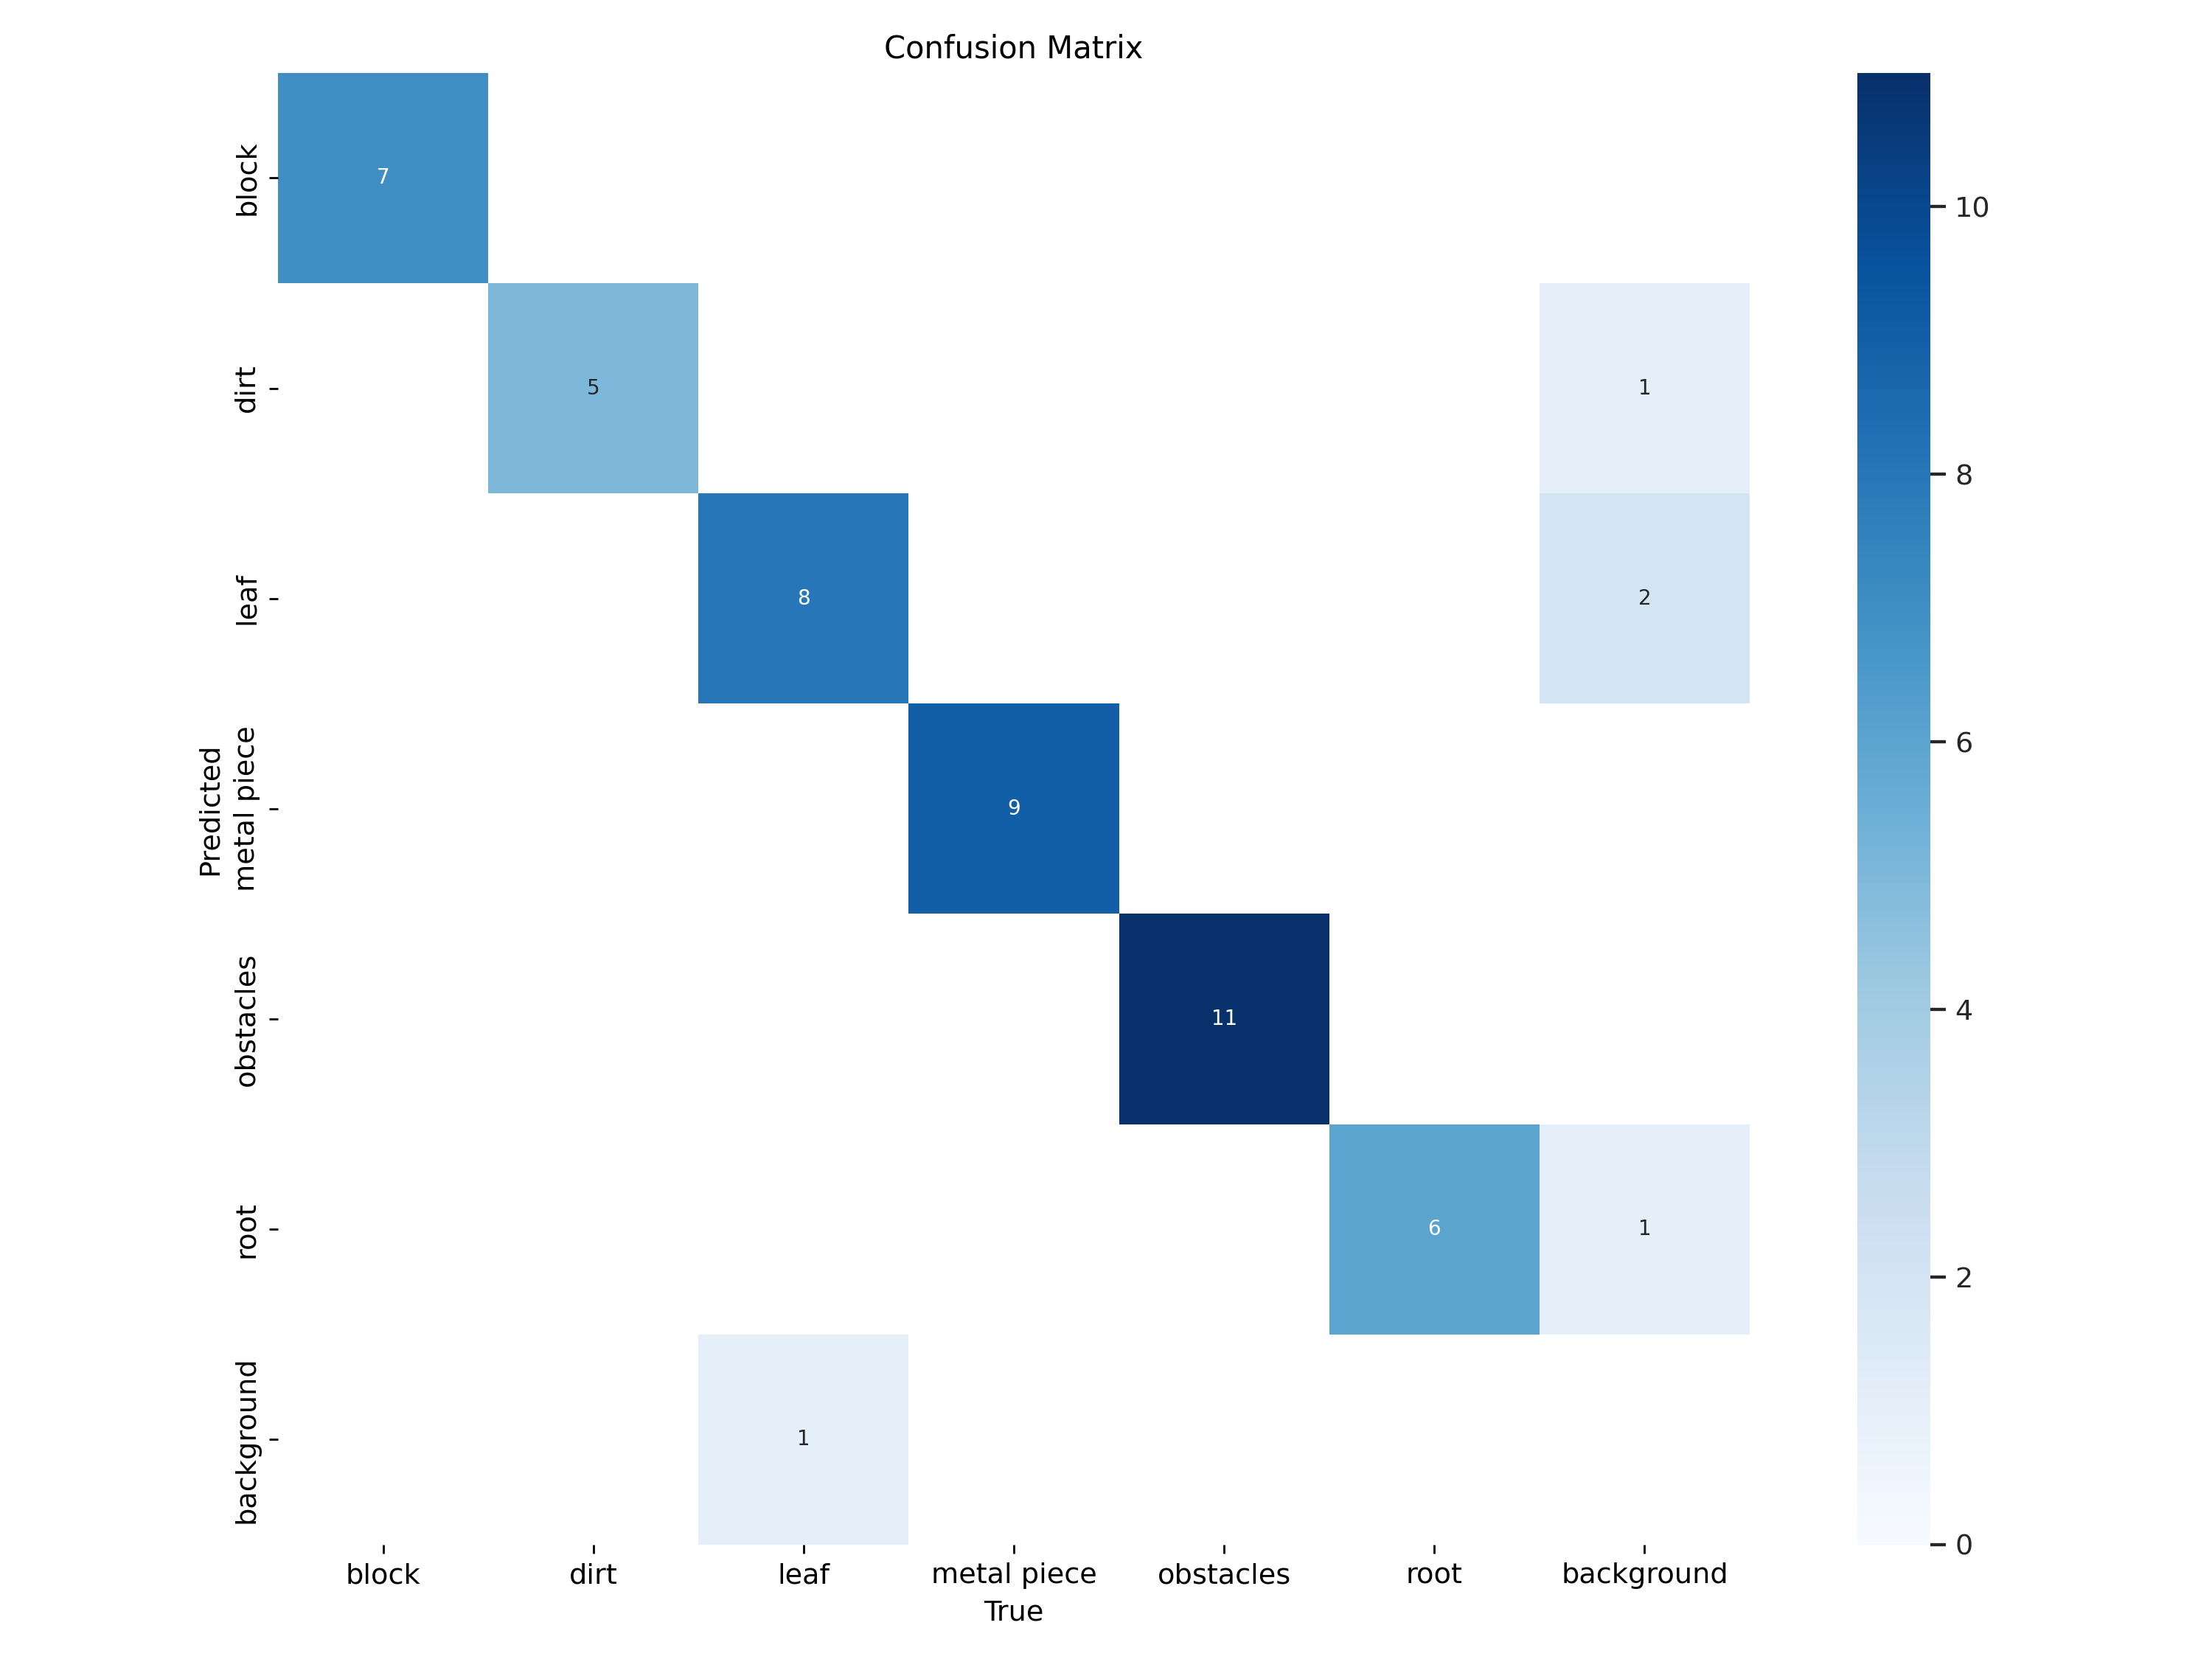 Confusion Matrix
block
7
dirt
5
1
leaf
8
2
Predicted
metal piece
9
obstacles
11
root
6
1
background
1
block
dirt
leaf
metal piece
obstacles
root
background
True
10
8
6
4
2
0